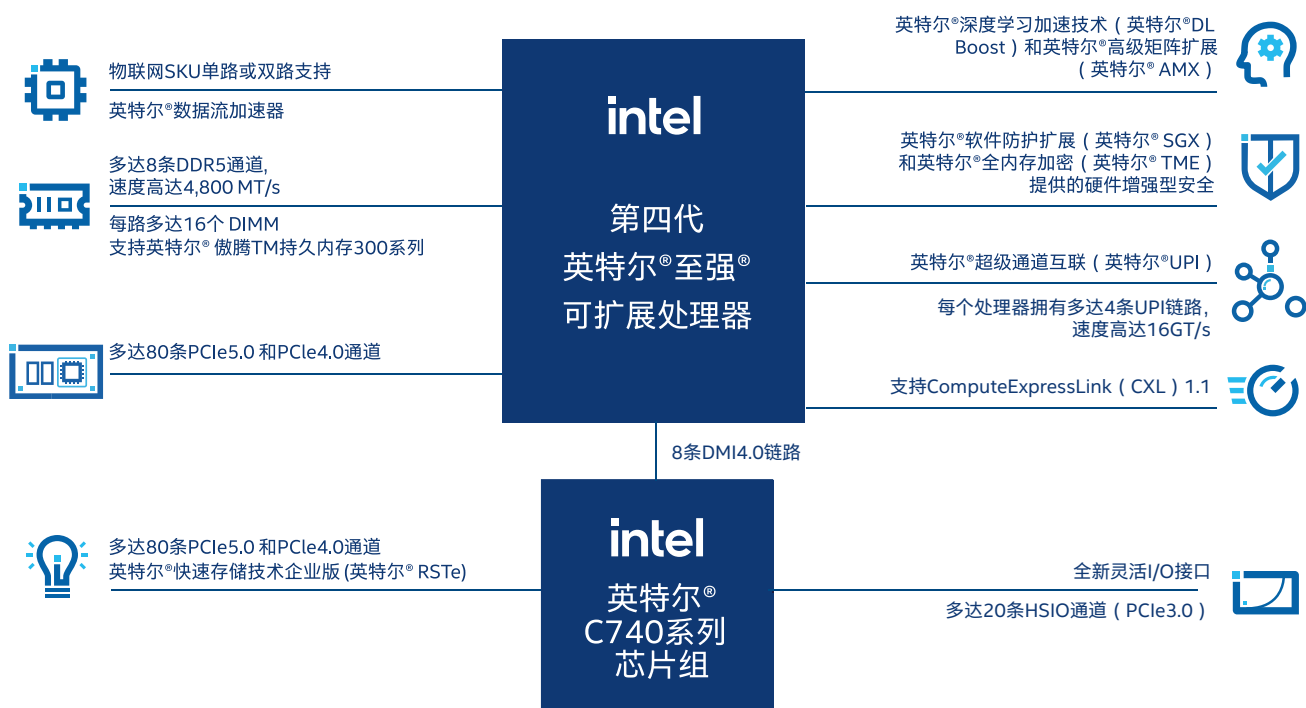 物联网SKU单路或双路支持
英特尔®数据流加速器
多达8条DDR5通道,
速度高达4,800 MT/s
每路多达16个 DIMM
支持英特尔® 傲腾TM持久内存300系列
多达80条PCIe5.0 和PCle4.0通道
intel
第四代
英特尔®至强®
可扩展处理器
英特尔®深度学习加速技术（英特尔®DL
Boost）和英特尔®高级矩阵扩展
（英特尔® AMX）
英特尔®软件防护扩展（英特尔® SGX）
和英特尔®全内存加密（英特尔® TME）
提供的硬件增强型安全
英特尔®超级通道互联（英特尔®UPI）
每个处理器拥有多达4条UPI链路,
速度高达16GT/s
支持ComputeExpressLink（CXL）1.1
8条DMI4.0链路
多达80条PCIe5.0 和PCle4.0通道
英特尔®快速存储技术企业版 (英特尔® RSTe)
intel
英特尔®
C740系列
芯片组
全新灵活I/O接口
多达20条HSIO通道（PCIe3.0）